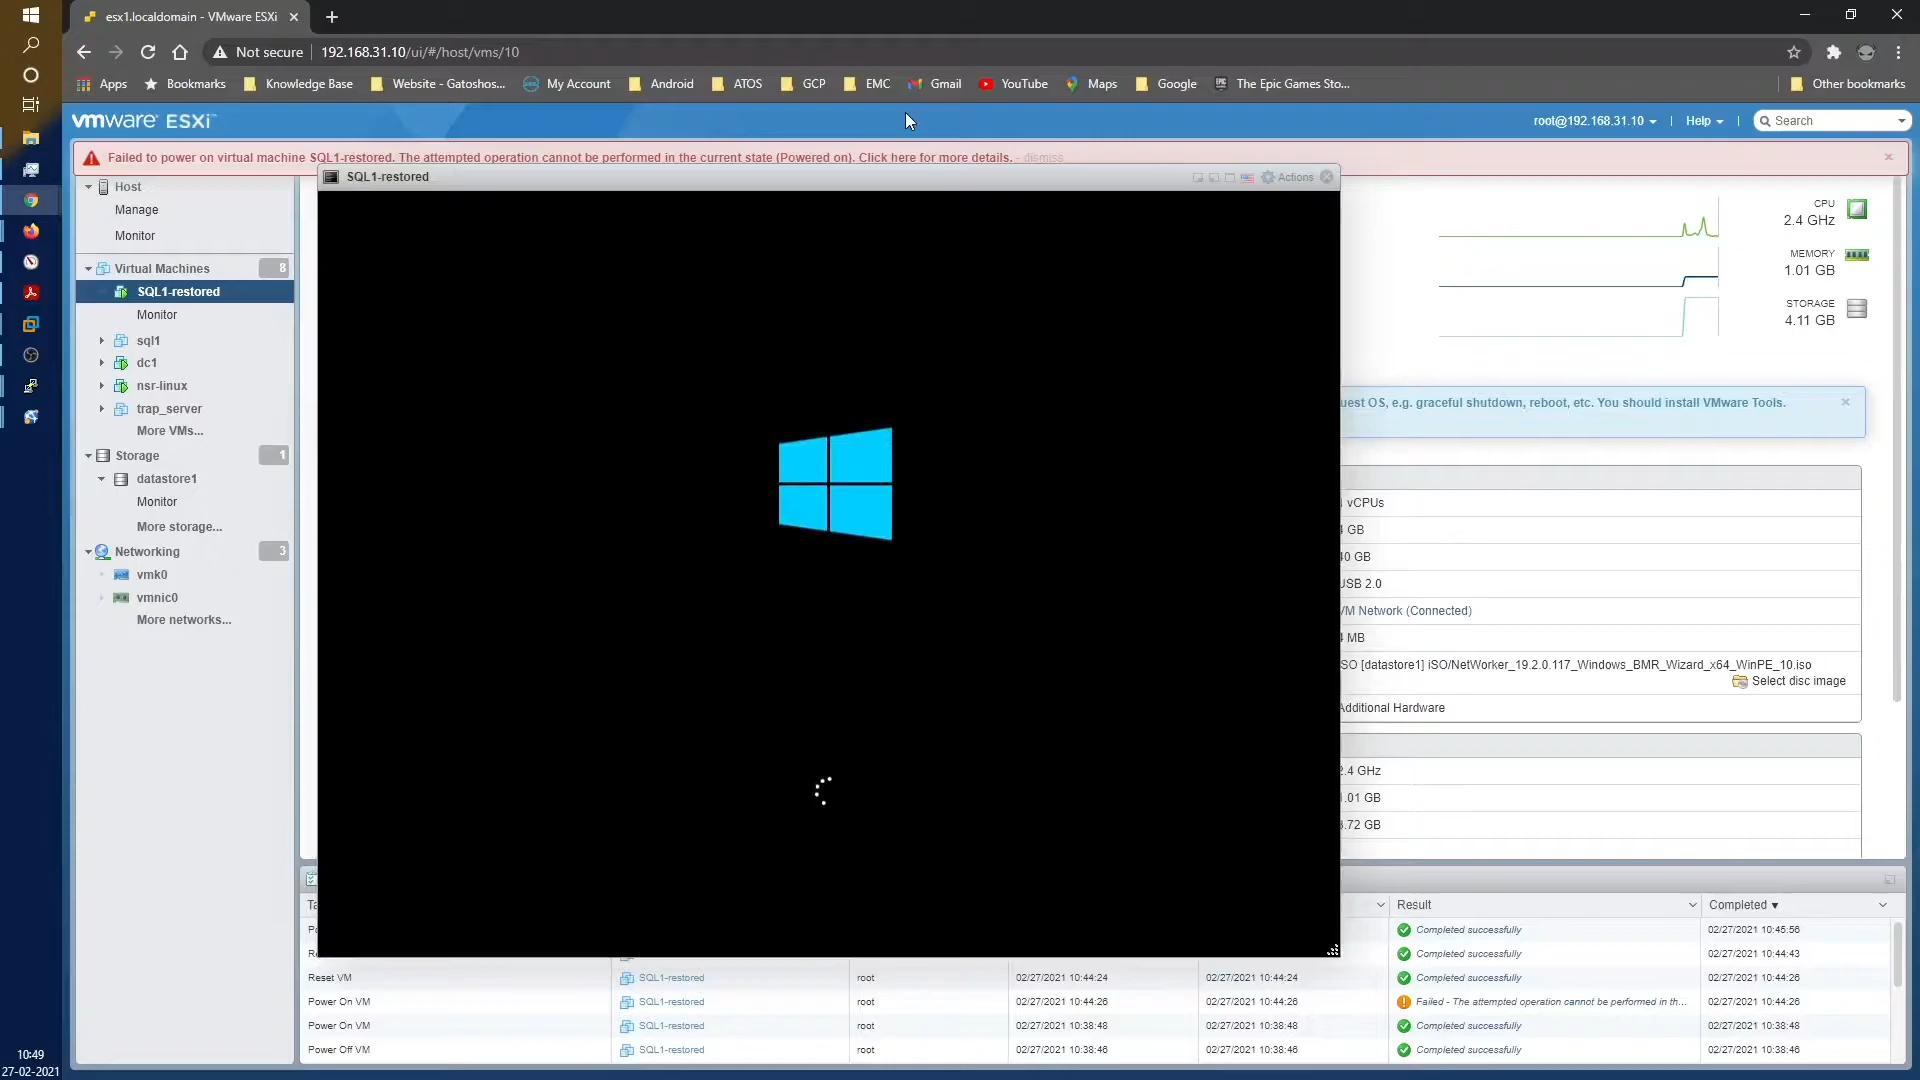 esx1.localdomain - VMware ESXi
Not secure
192.168.31.10/ui/#/host/vms/10
Apps
Bookmarks
Knowledge Base
Website - Gatoshos...
My Account
Android
ATOS
GCP
EMC
Gmail
YouTube
Maps
Google
The Epic Games Sto...
Other bookmarks
vmware ESXi
root@192.168.31.10
Help
Search
Failed to power on virtual machine SQL1-restored. The attempted operation cannot be performed in the current state (Powered on). Click here for more details. - dismiss
SQL1-restored
Actions
Host
Manage
Monitor
Virtual Machines 8
SQL1-restored
Monitor
sql1
dc1
nsr-linux
trap_server
More VMs...
Storage 1
datastore1
Monitor
More storage...
Networking 3
vmk0
vmnic0
More networks...
CPU
2.4 GHz
MEMORY
1.01 GB
STORAGE
4.11 GB
uest OS, e.g. graceful shutdown, reboot, etc. You should install VMware Tools.
vCPUs
GB
40 GB
USB 2.0
VM Network (Connected)
MB
ISO [datastore1] ISO/NetWorker_19.2.0.117_Windows_BMR_Wizard_x64_WinPE_10.iso
Select disc image
Additional Hardware
2.4 GHz
.01 GB
.72 GB
Result
Completed
Completed successfully 02/27/2021 10:45:56
Completed successfully 02/27/2021 10:44:43
Reset VM SQL1-restored root 02/27/2021 10:44:24 02/27/2021 10:44:24 Completed successfully 02/27/2021 10:44:26
Power On VM SQL1-restored root 02/27/2021 10:44:26 02/27/2021 10:44:26 Failed - The attempted operation cannot be performed in th... 02/27/2021 10:44:26
Power On VM SQL1-restored root 02/27/2021 10:38:48 02/27/2021 10:38:48 Completed successfully 02/27/2021 10:38:48
Power Off VM SQL1-restored root 02/27/2021 10:38:46 02/27/2021 10:38:46 Completed successfully 02/27/2021 10:38:46
10:49
27-02-2021